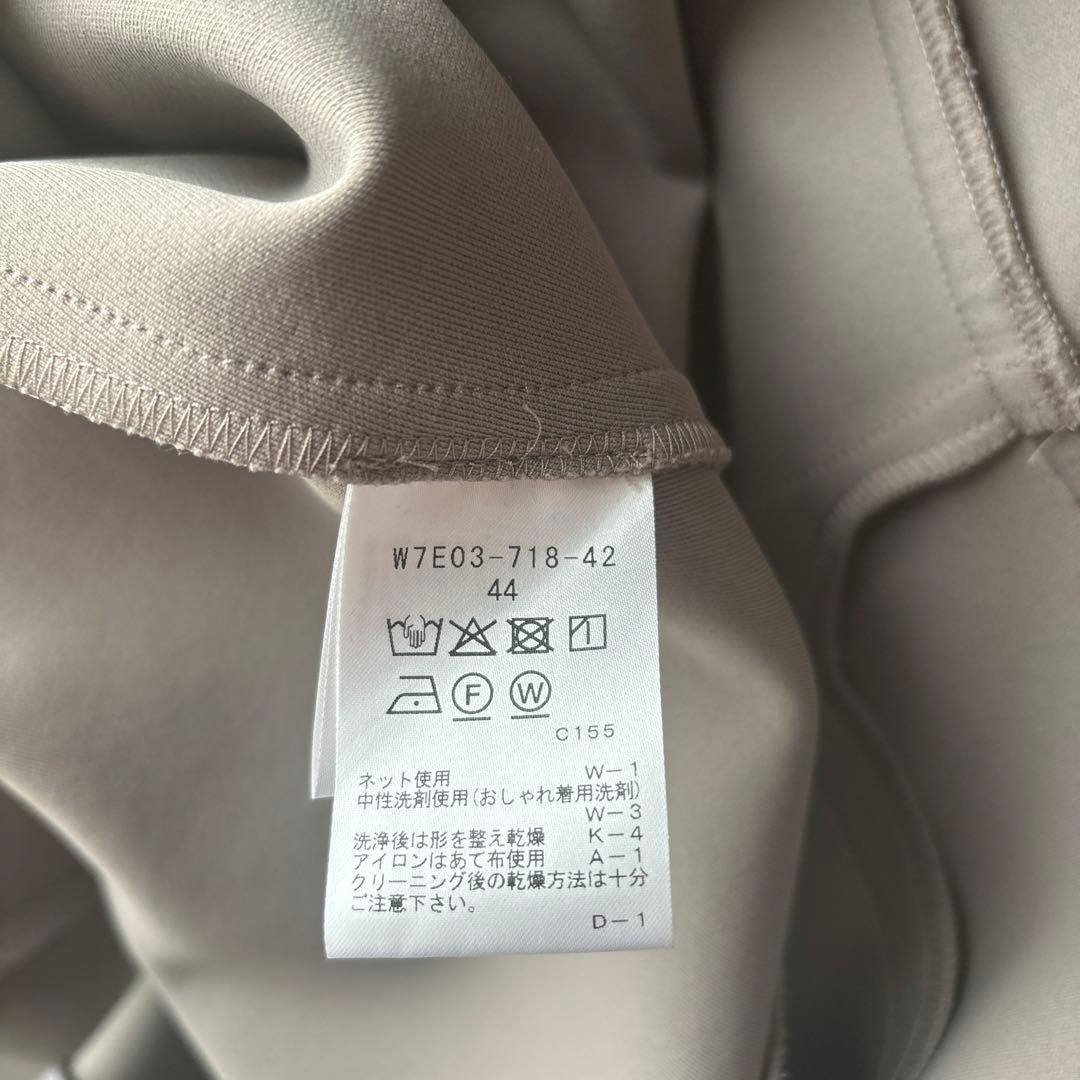 W7E03-718-42
44
F W
C155
ネット使用 W-1
中性洗剤使用(おしゃれ着用洗剤)
W-3
洗浄後は形を整え乾燥 K-4
アイロンはあて布使用 A-1
クリーニング後の乾燥方法は十分
ご注意下さい。
D-1